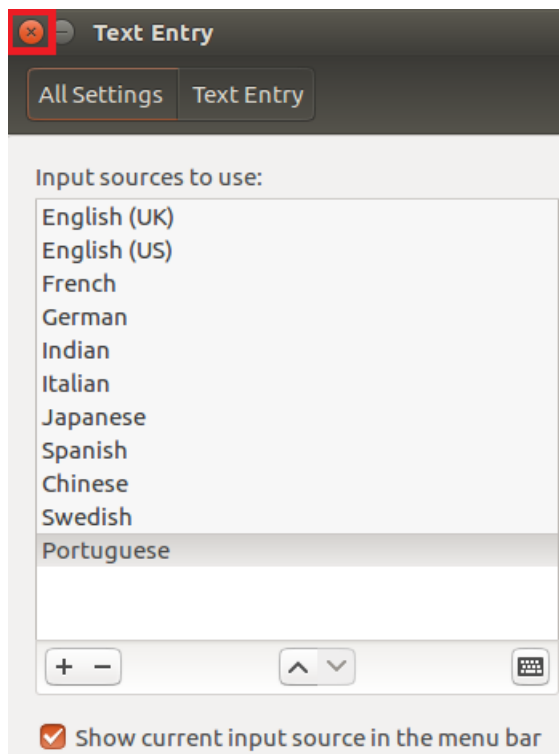 Text Entry
All Settings Text Entry
Input sources to use:
English (UK)
English (US)
French
German
Indian
Italian
Japanese
Spanish
Chinese
Swedish
Portuguese
Show current input source in the menu bar